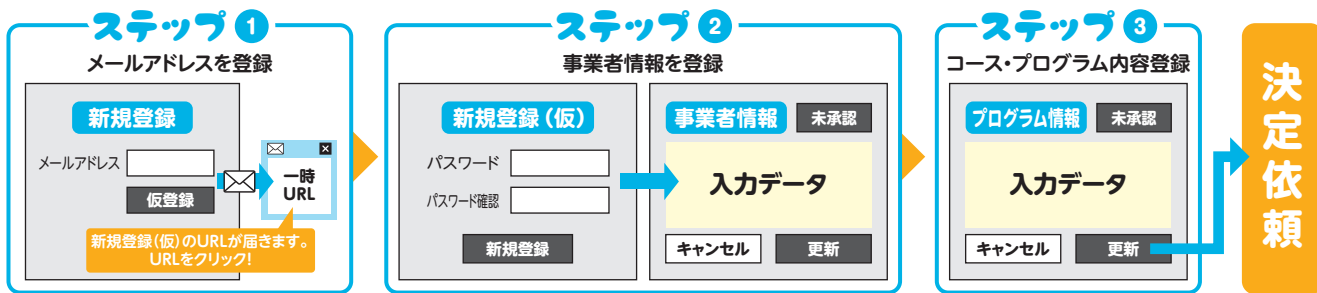 ステップ 1
メールアドレスを登録
新規登録
メールアドレス
仮登録
一時
URL
新規登録(仮)のURLが届きます。
URLをクリック!
ステップ 2
事業者情報を登録
新規登録(仮)
パスワード
パスワード確認
新規登録
事業者情報
未承認
入力データ
キャンセル
更新
ステップ 3
コース・プログラム内容登録
プログラム情報
未承認
入力データ
キャンセル
更新
決定依頼